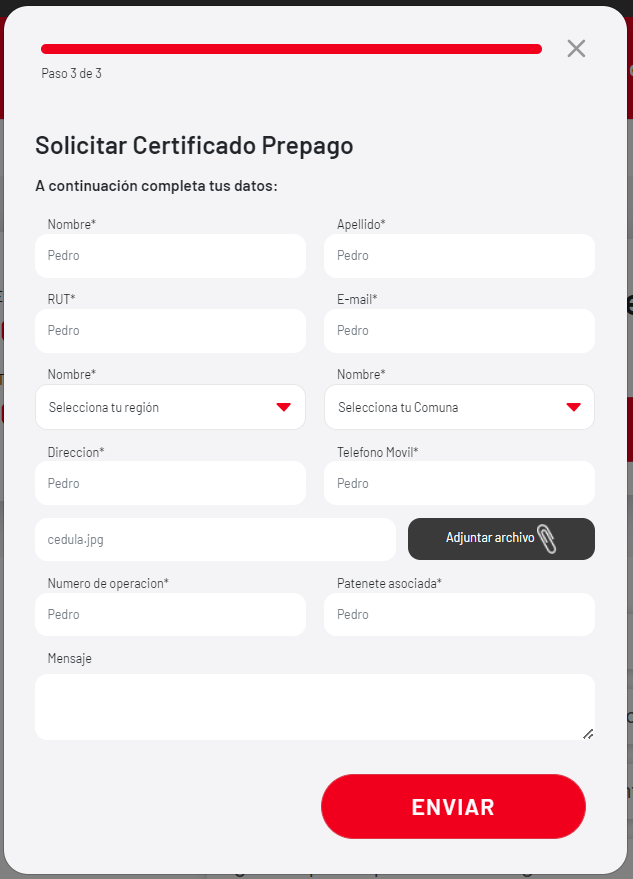 Paso 3 de 3
Solicitar Certificado Prepago
A continuación completa tus datos:
Nombre* Apellido*
Pedro Pedro
RUT* E-mail*
Pedro Pedro
Nombre* Nombre*
Selecciona tu región Selecciona tu Comuna
Direccion* Telefono Movil*
Pedro Pedro
cedula.jpg Adjuntar archivo
Numero de operacion* Patenete asociada*
Pedro Pedro
Mensaje
ENVIAR